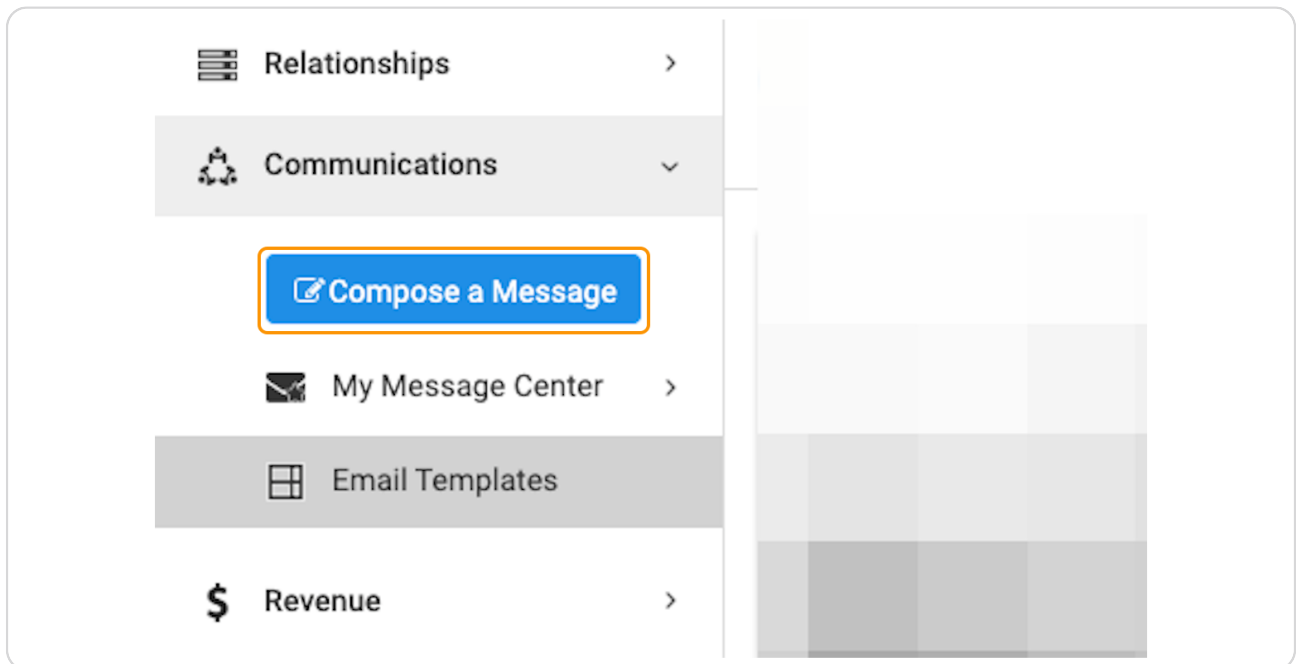 Relationships
Communications
Compose a Message
My Message Center
Email Templates
Revenue